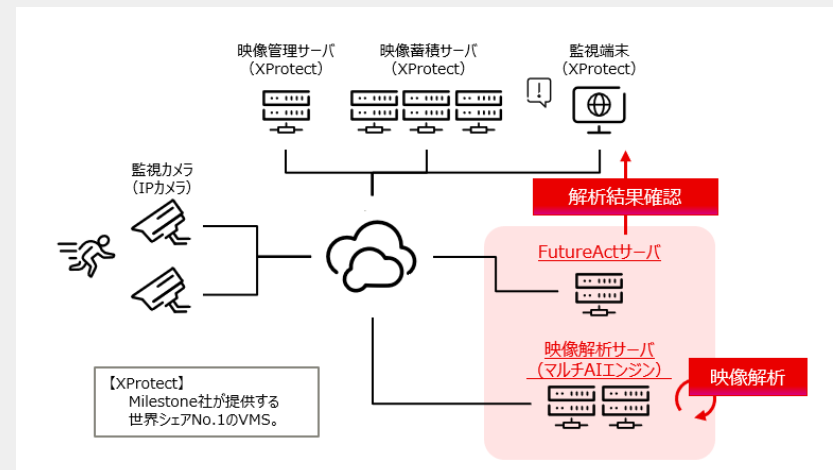 映像管理サーバ
（XProtect）
映像蓄積サーバ
（XProtect）
監視端末
（XProtect）
監視カメラ
（IPカメラ）
解析結果確認
FutureActサーバ
映像解析サーバ
（マルチAIエンジン）
映像解析
【XProtect】
Milestone社が提供する
世界シェアNo.1のVMS。